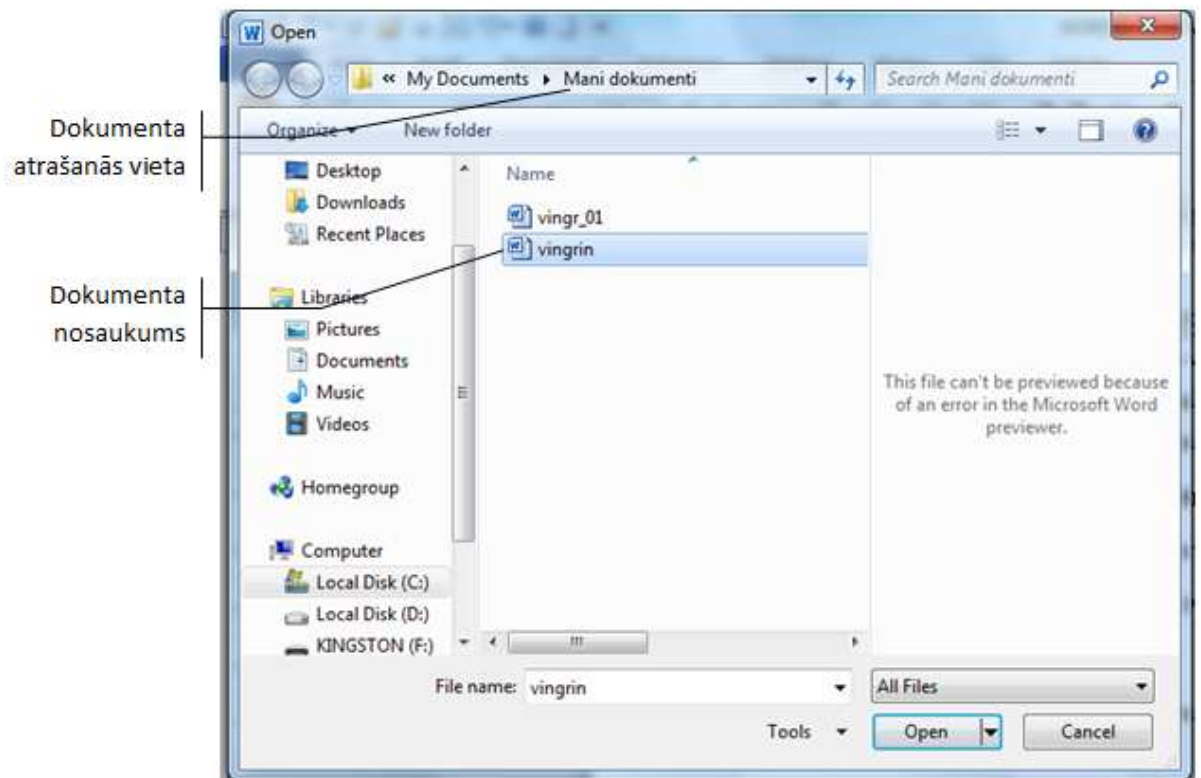 Open
« My Documents ▸ Mani dokumenti
Search Mani dokumenti
Dokumenta
atrašanās vieta
Organize
New folder
Desktop
Downloads
Recent Places
Name
vingr_01
vingrin
Dokumenta
nosaukums
Libraries
Pictures
Documents
Music
Videos
This file can't be previewed because
of an error in the Microsoft Word
previewer.
Homegroup
Computer
Local Disk (C:)
Local Disk (D:)
KINGSTON (F:)
File name: vingrin
All Files
Tools
Open
Cancel